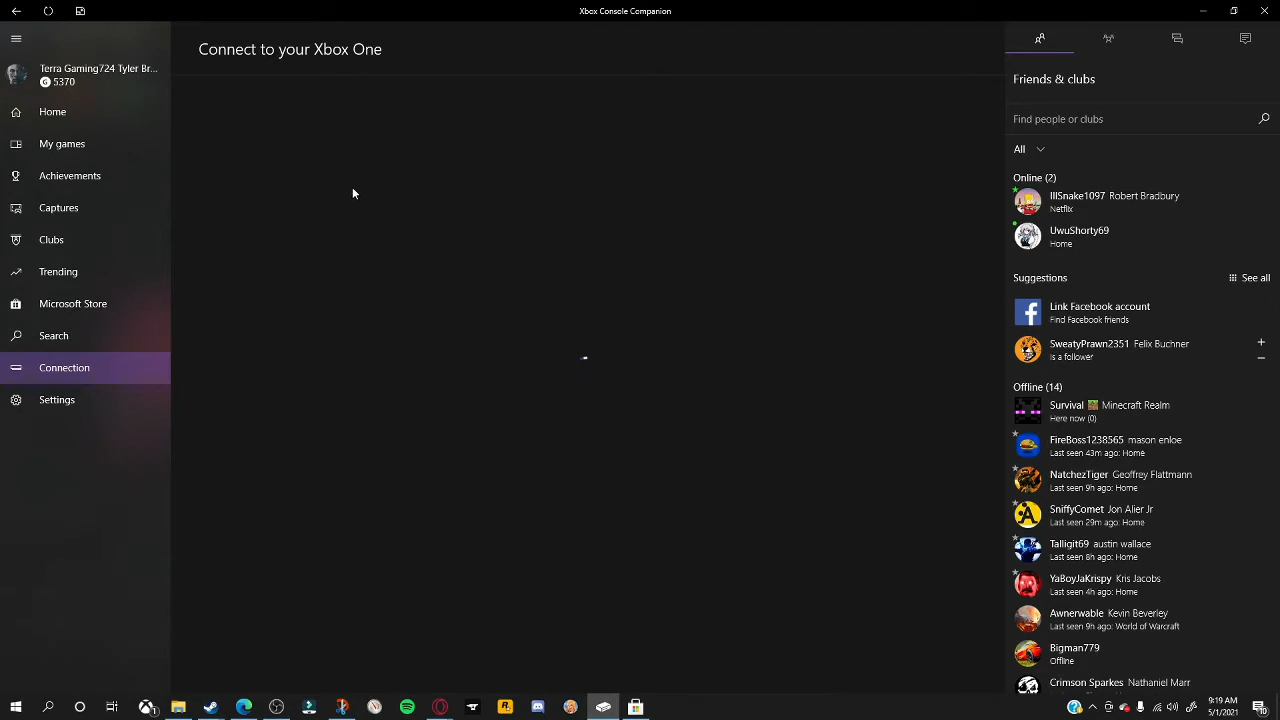 Xbox Console Companion
Terra Gaming724 Tyler Br...
G 5370
Home
My games
Achievements
Captures
Clubs
Trending
Microsoft Store
Search
Connection
Settings
Connect to your Xbox One
Friends & clubs
Find people or clubs
All
Online (2)
IllSnake1097 Robert Bradbury
Netflix
UwuShorty69
Home
Suggestions
See all
Link Facebook account
Find Facebook friends
SweatyPrawn2351 Felix Buchner
Is a follower
Offline (14)
Survival Minecraft Realm
Here now (0)
FireBoss1238565 mason enloe
Last seen 43m ago: Home
NatchezTiger Geoffrey Flattmann
Last seen 9h ago: Home
SniffyComet Jon Alier Jr
Last seen 29m ago: Home
Talligit69 austin wallace
Last seen 8h ago: Home
YaBoyJaKrispy Kris Jacobs
Last seen 4h ago: Home
Awnerwable Kevin Beverley
Last seen 9h ago: World of Warcraft
Bigman779
Offline
Crimson Sparkes Nathaniel Marr
9:19 AM
5/1/2021